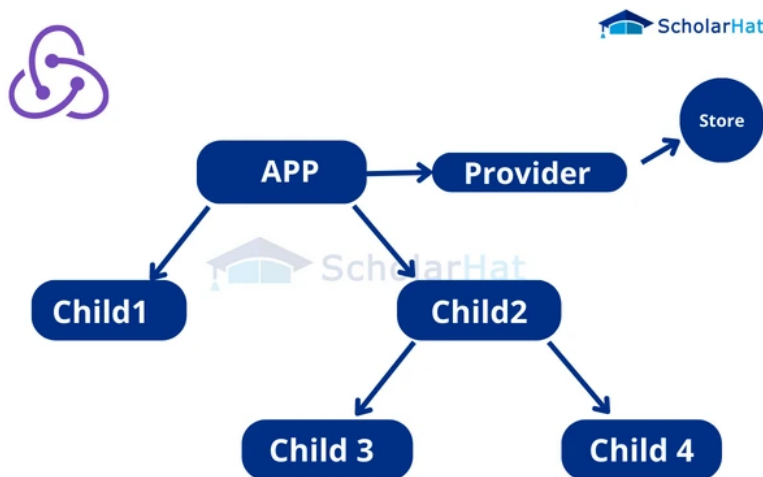 ScholarHat
Store
APP
Provider
ScholarHat
Child1
Child2
Child 3
Child 4